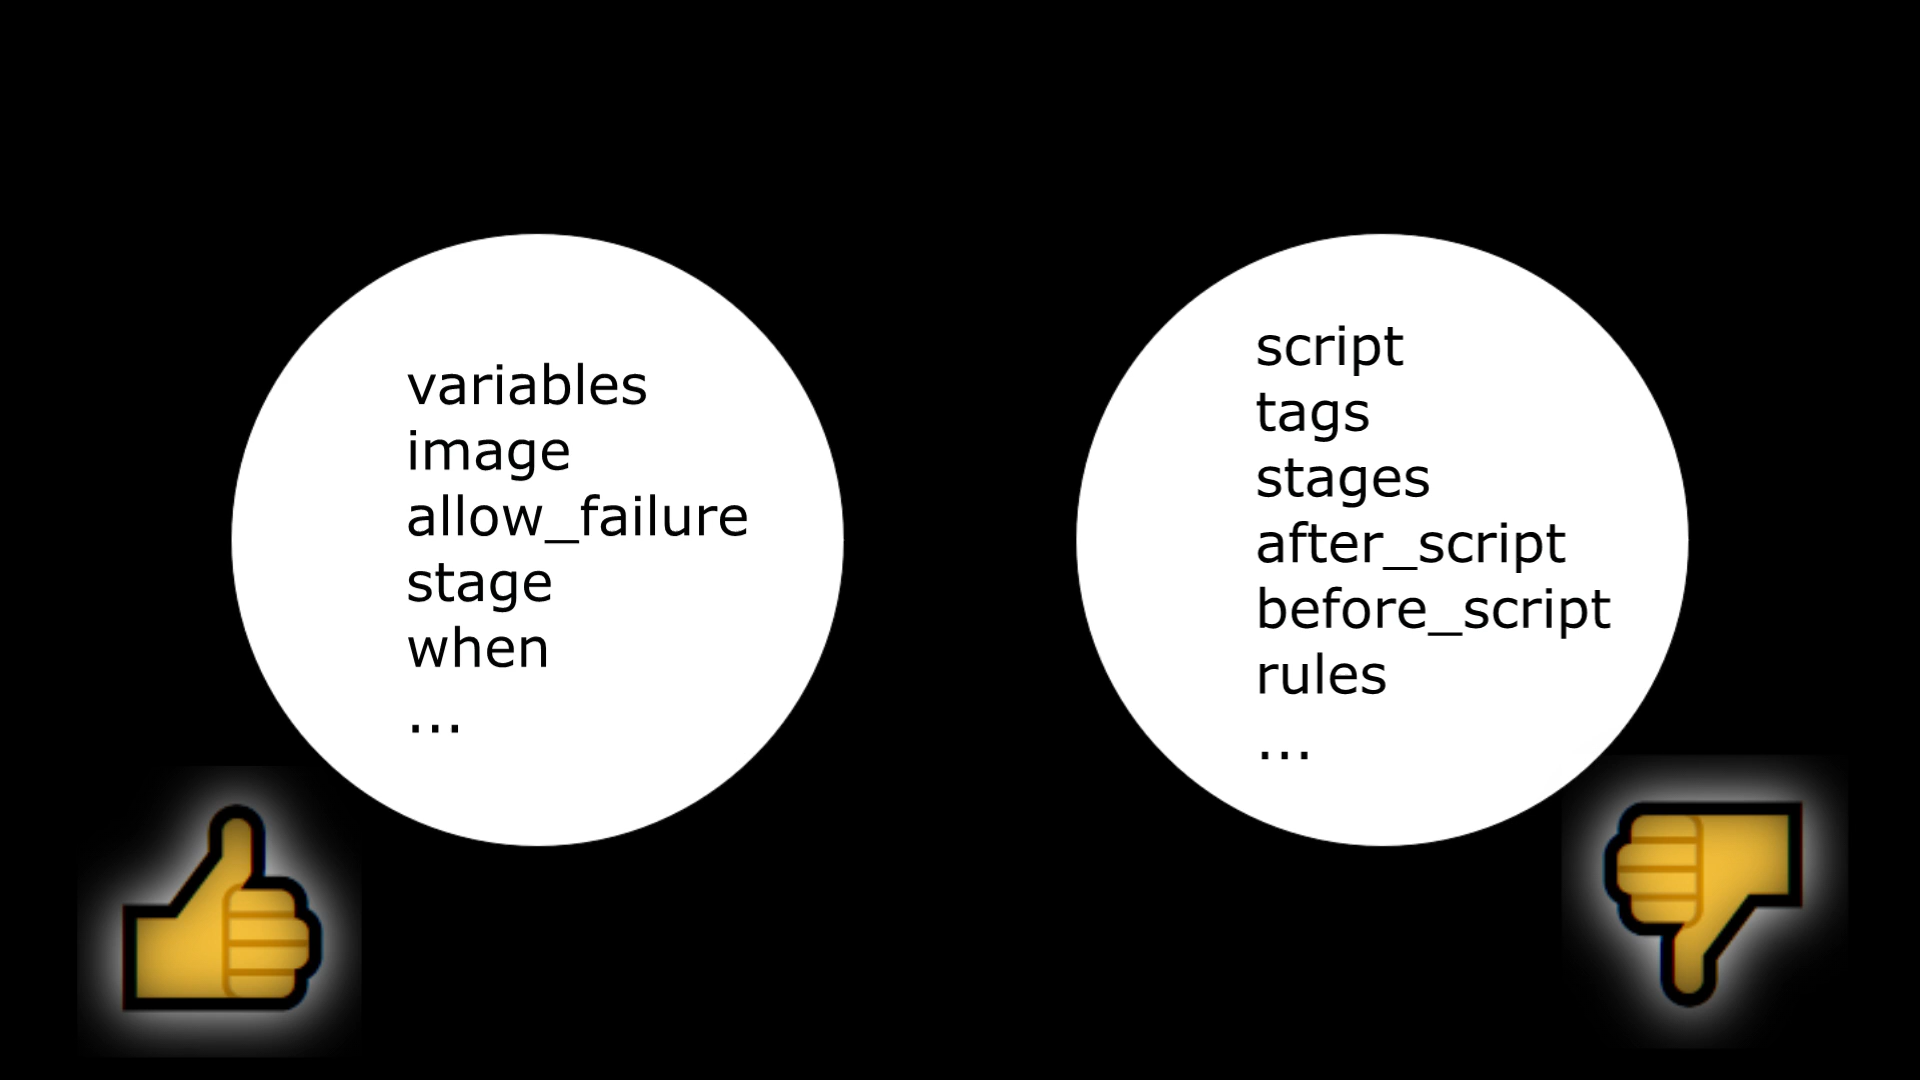 variables
image
allow_failure
stage
when
...
script
tags
stages
after_script
before_script
rules
...